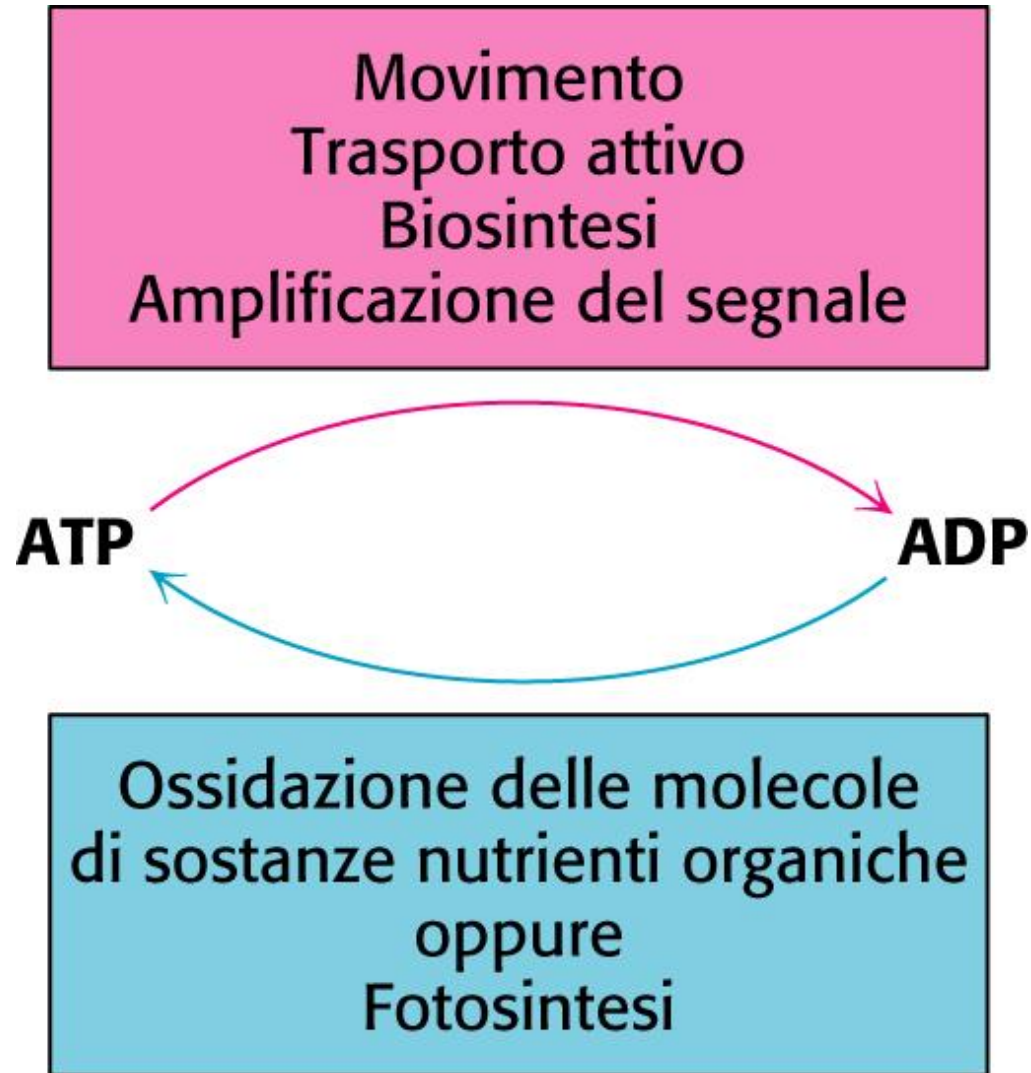 Movimento
Trasporto attivo
Biosintesi
Amplificazione del segnale
ATP
ADP
Ossidazione delle molecole
di sostanze nutrienti organiche
oppure
Fotosintesi